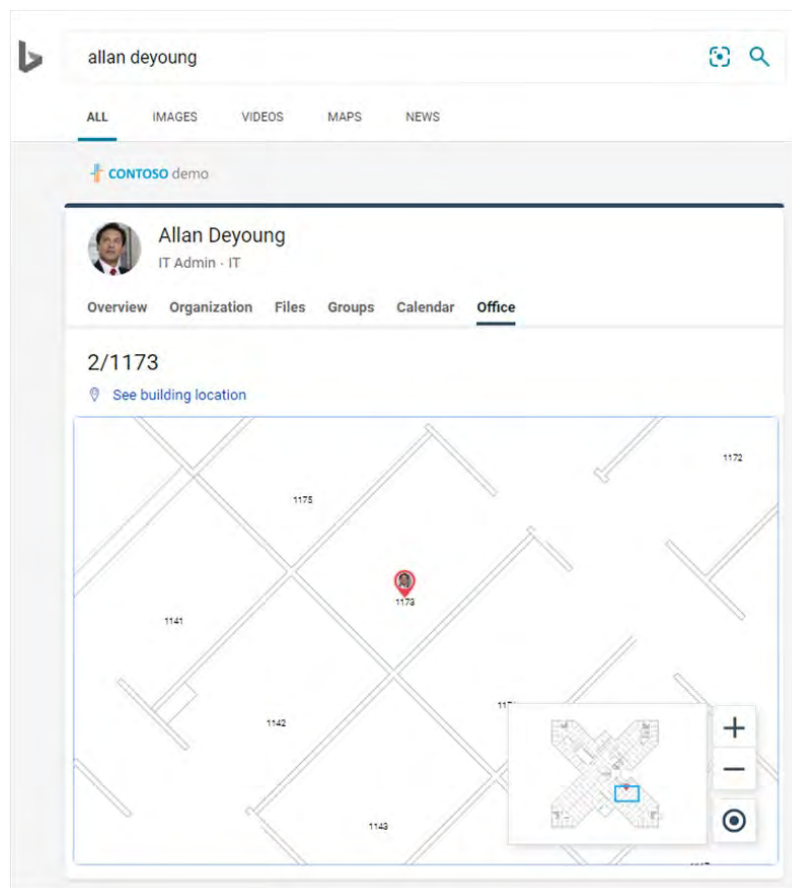 allan deyoung
ALL IMAGES VIDEOS MAPS NEWS
CONTOSO demo
Allan Deyoung
IT Admin - IT
Overview Organization Files Groups Calendar Office
2/1173
See building location
1172
1175
1173
1141
1142
1143